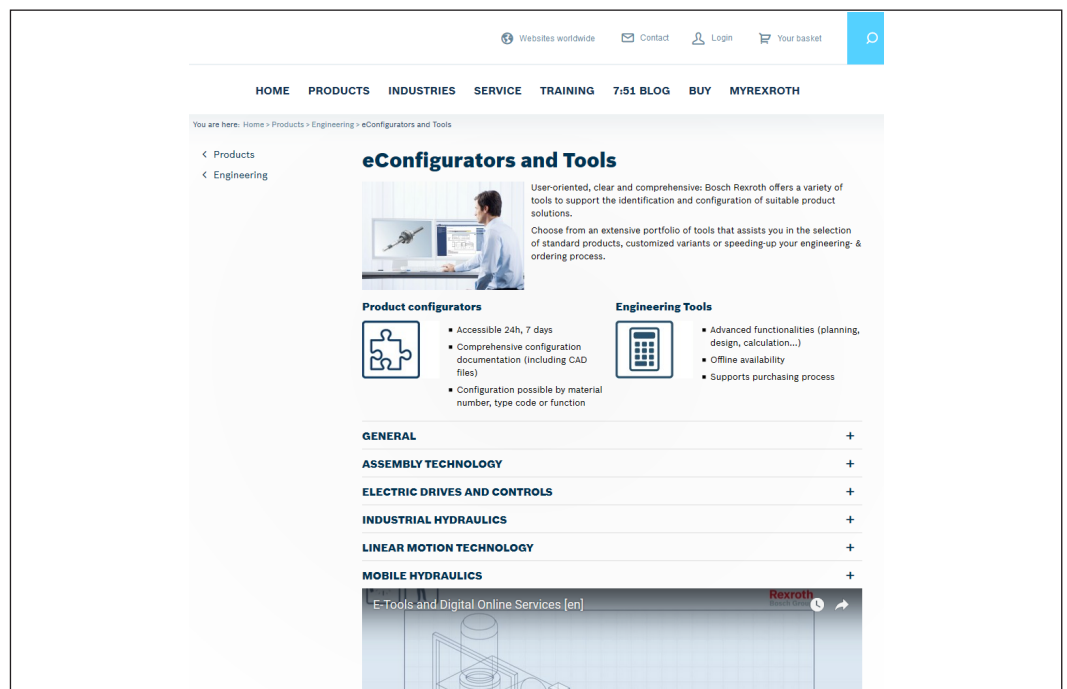 Websites worldwide Contact Login Your basket
HOME PRODUCTS INDUSTRIES SERVICE TRAINING 7:51 BLOG BUY MYREXROTH
You are here: Home > Products > Engineering > eConfigurators and Tools
Products
Engineering
eConfigurators and Tools
User-oriented, clear and comprehensive: Bosch Rexroth offers a variety of
tools to support the identification and configuration of suitable product
solutions.
Choose from an extensive portfolio of tools that assists you in the selection
of standard products, customized variants or speeding-up your engineering- &
ordering process.
Product configurators
Accessible 24h, 7 days
Comprehensive configuration
documentation (including CAD
files)
Configuration possible by material
number, type code or function
Engineering Tools
Advanced functionalities (planning,
design, calculation...)
Offline availability
Supports purchasing process
GENERAL
ASSEMBLY TECHNOLOGY
ELECTRIC DRIVES AND CONTROLS
INDUSTRIAL HYDRAULICS
LINEAR MOTION TECHNOLOGY
MOBILE HYDRAULICS
E-Tools and Digital Online Services [en]
Rexroth
Bosch Group